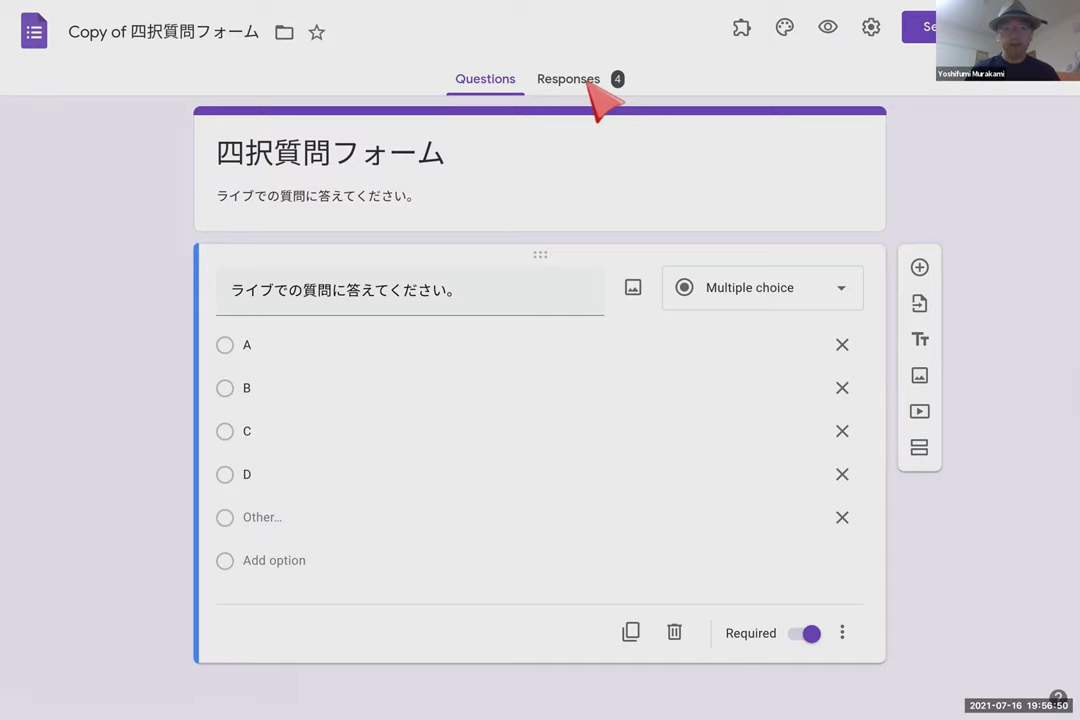 Copy of 四択質問フォーム
Se
Yoshifumi Murakami
Questions
Responses
4
四択質問フォーム
ライブでの質問に答えてください。
ライブでの質問に答えてください。
Multiple choice
A
B
C
D
Other...
Add option
Required
2021-07-16 19:56:50